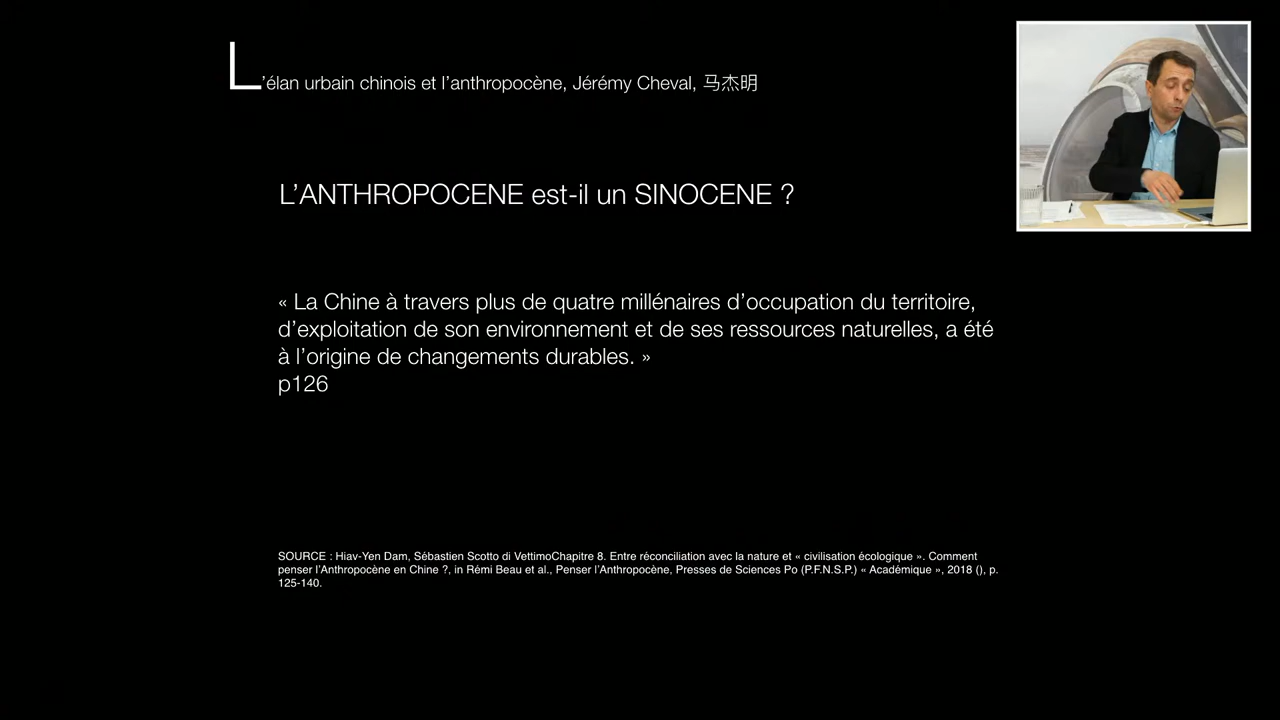 L'élan urbain chinois et l'anthropocène, Jérémy Cheval, 马杰明
L'ANTHROPOCENE est-il un SINOCENE ?
« La Chine à travers plus de quatre millénaires d'occupation du territoire,
d'exploitation de son environnement et de ses ressources naturelles, a été
à l'origine de changements durables. »
p126
SOURCE : Hiav-Yen Dam, Sébastien Scotto di VettimoChapitre 8. Entre réconciliation avec la nature et « civilisation écologique ». Comment
penser l'Anthropocène en Chine ?, in Rémi Beau et al., Penser l'Anthropocène, Presses de Sciences Po (P.F.N.S.P.) « Académique », 2018 (), p.
125-140.